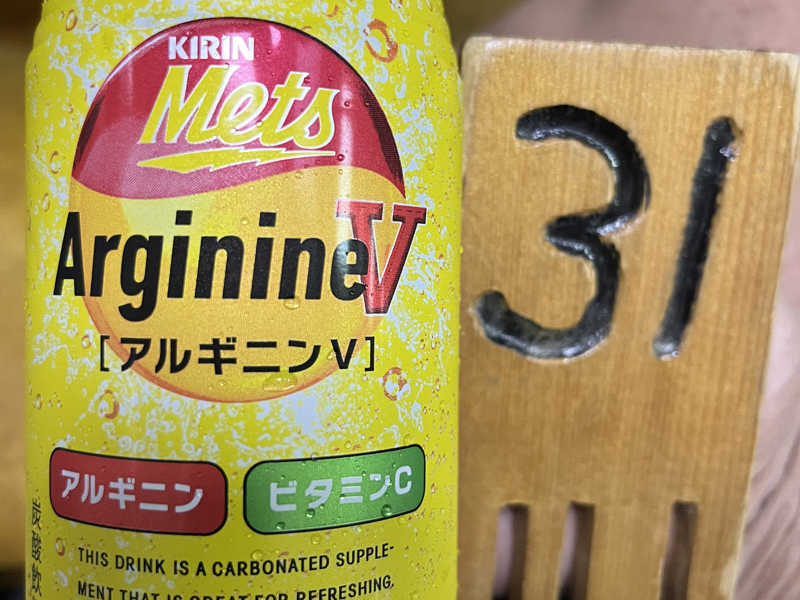 KIRIN
Mets
ArginineV
[アルギニンV]
アルギニン
ビタミンC
THIS DRINK IS A CARBONATED SUPPLE-
MENT THAT IS GREAT FOR REFRESHING,
31